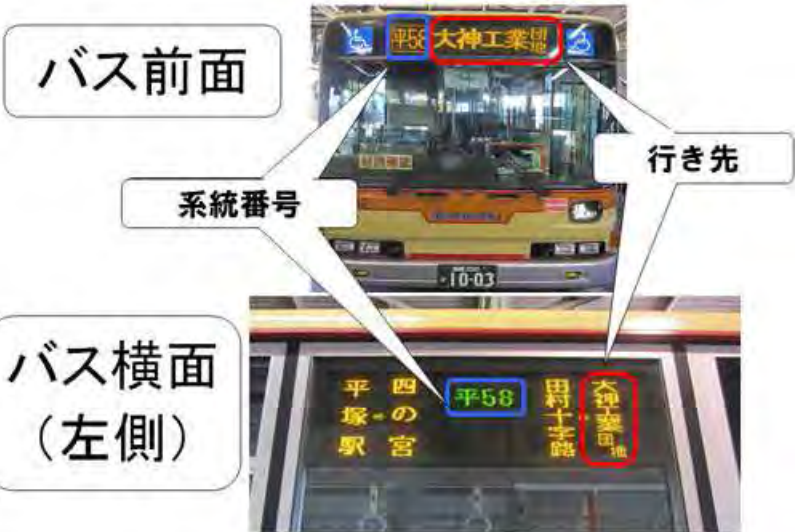 バス前面
平58 大神工業団地
行き先
系統番号
・10-03
バス横面
(左側)
平塚駅
四の宮
平58
田村十字路
大神工業団地